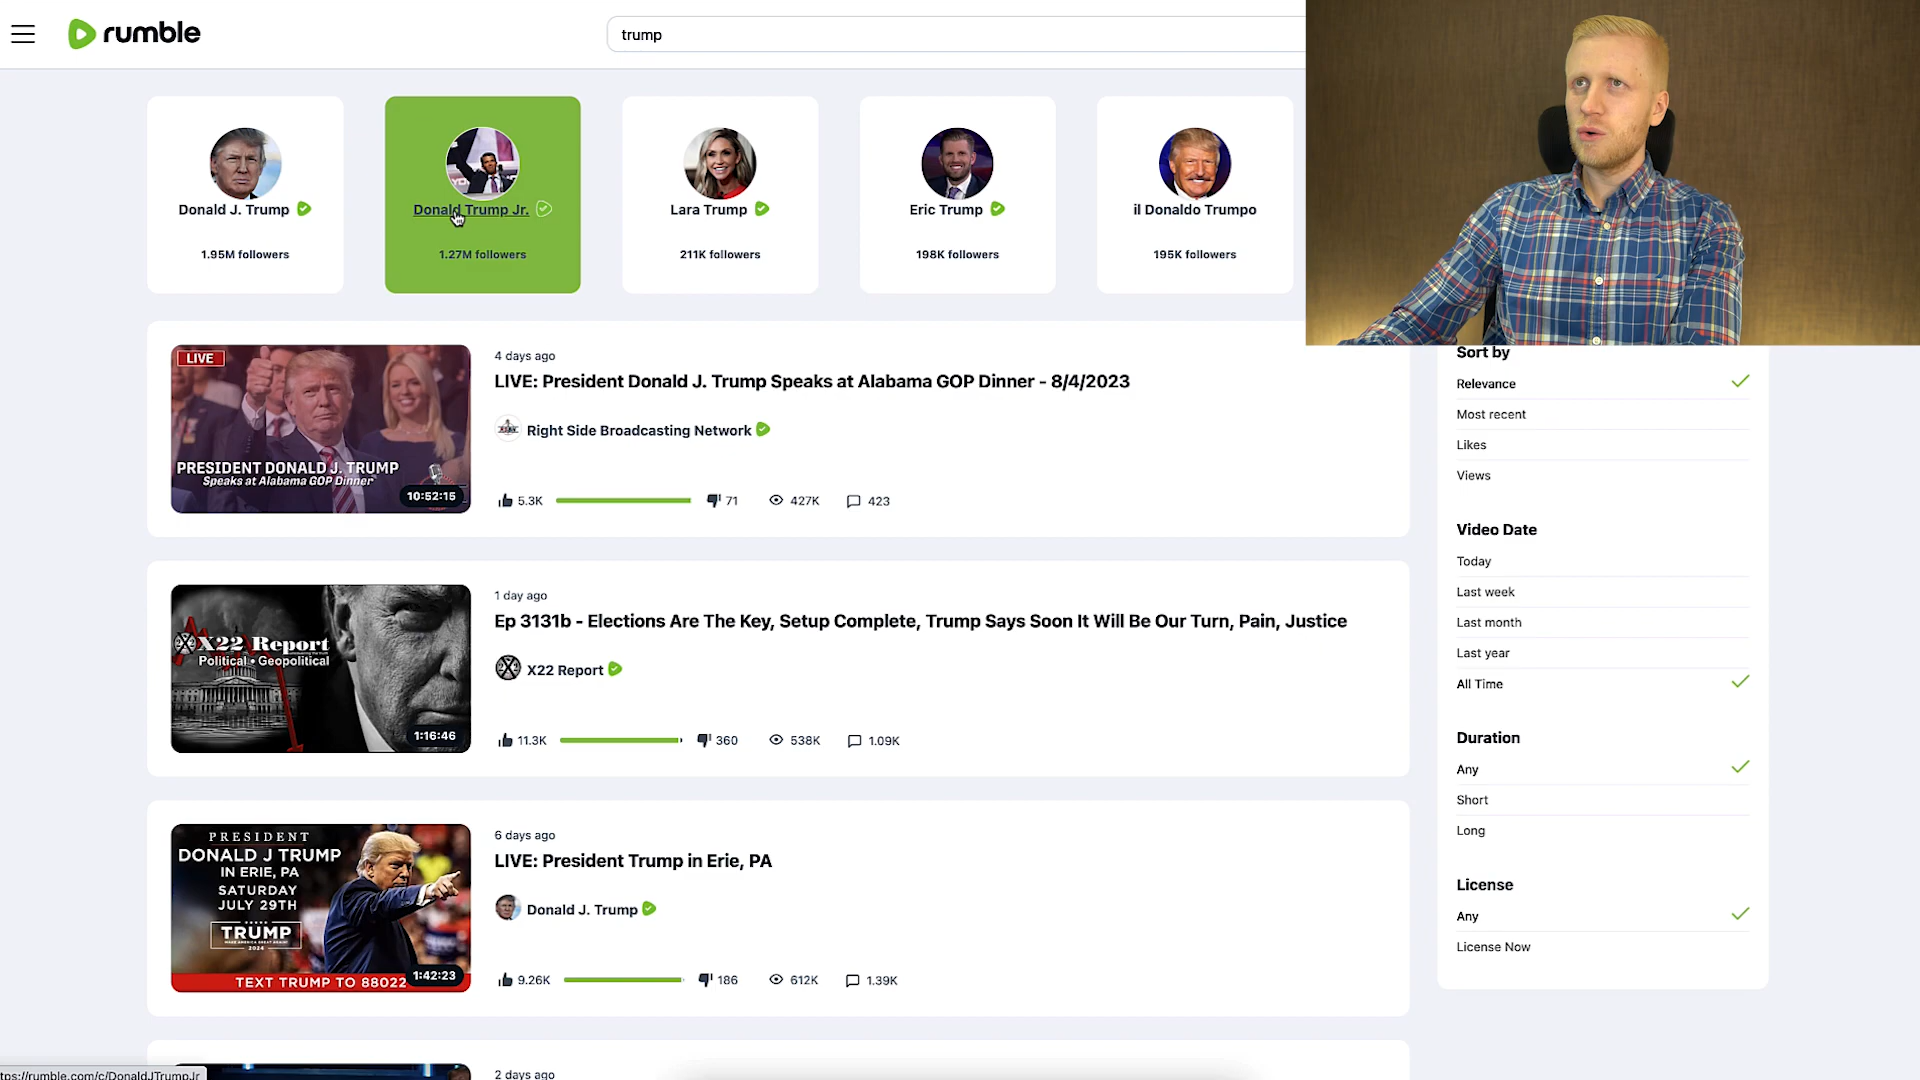 rumble
trump
Donald J. Trump
1.95M followers
Donald Trump Jr.
1.27M followers
Lara Trump
211K followers
Eric Trump
198K followers
il Donaldo Trumpo
195K followers
LIVE
PRESIDENT DONALD J. TRUMP
Speaks at Alabama GOP Dinner
10:52:15
4 days ago
LIVE: President Donald J. Trump Speaks at Alabama GOP Dinner - 8/4/2023
Right Side Broadcasting Network
5.3K 71 427K 423
X22 Report
Political • Geopolitical
1:16:46
1 day ago
Ep 3131b - Elections Are The Key, Setup Complete, Trump Says Soon It Will Be Our Turn, Pain, Justice
X22 Report
11.3K 360 538K 1.09K
PRESIDENT
DONALD J TRUMP
IN ERIE, PA
SATURDAY
JULY 29TH
TRUMP
MAKE AMERICA GREAT AGAIN!
2024
TEXT TRUMP TO 88022
1:42:23
6 days ago
LIVE: President Trump in Erie, PA
Donald J. Trump
9.26K 186 612K 1.39K
2 days ago
Sort by
Relevance
Most recent
Likes
Views
Video Date
Today
Last week
Last month
Last year
All Time
Duration
Any
Short
Long
License
Any
License Now
tps://rumble.com/c/DonaldJTrumpJr